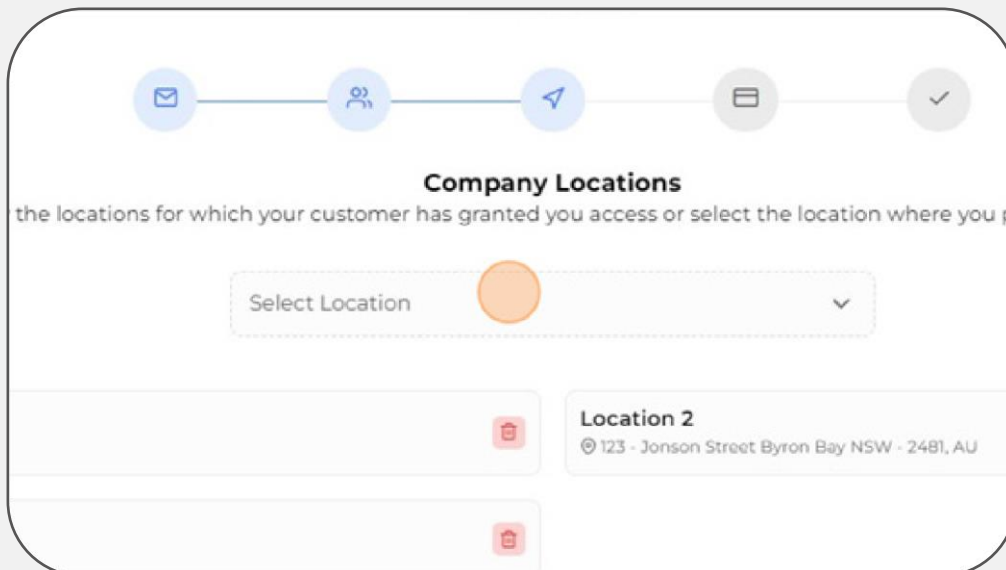 Company Locations
the locations for which your customer has granted you access or select the location where you
Select Location
Location 2
123 - Jonson Street Byron Bay NSW - 2481, AU